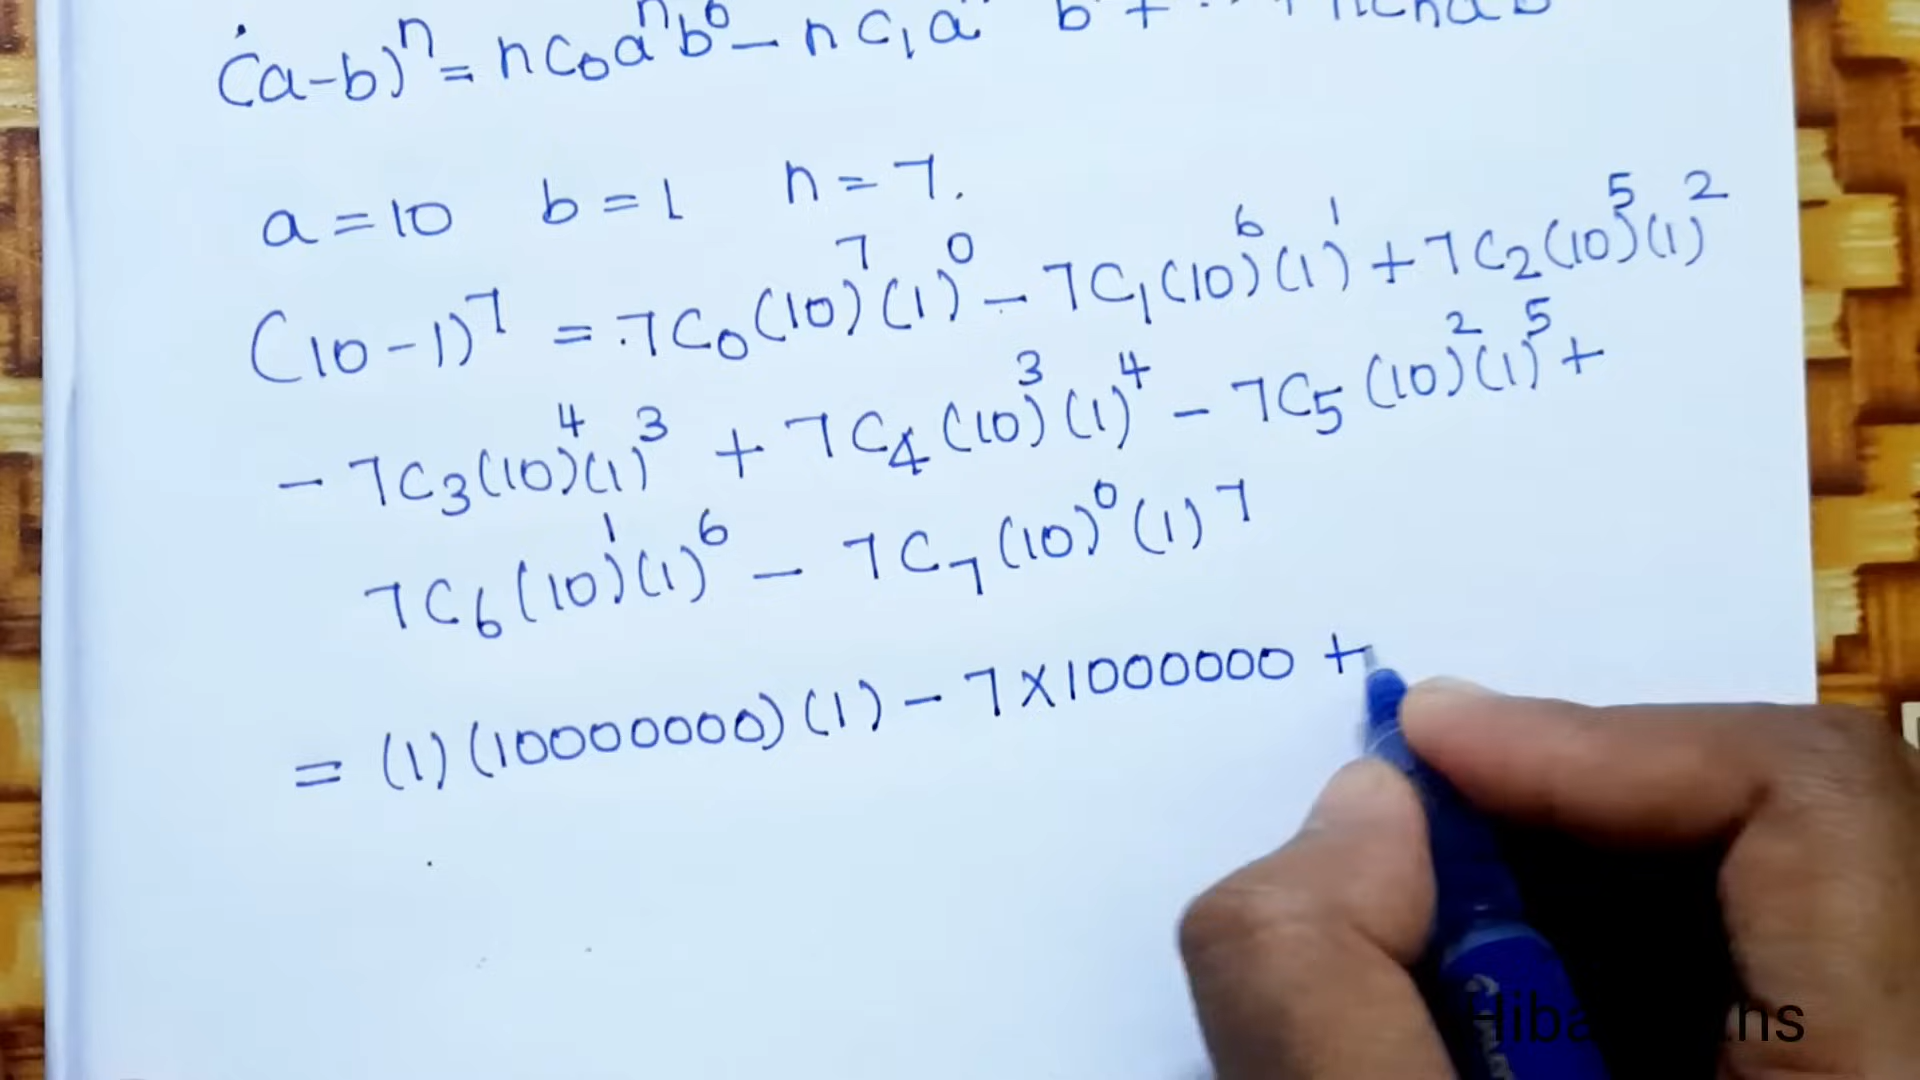 (a-b)ⁿ = nC₀aⁿb⁰ - nC₁a b +
a = 10 b = 1 n = 7.
(10-1)⁷ = 7C₀(10)⁷(1)⁰ - 7C₁(10)⁶(1)¹ + 7C₂(10)⁵(1)²
- 7C₃(10)⁴(1)³ + 7C₄(10)³(1)⁴ - 7C₅(10)²(1)⁵ +
7C₆(10)¹(1)⁶ - 7C₇(10)⁰(1)⁷
= (1)(10000000)(1) - 7×1000000 +